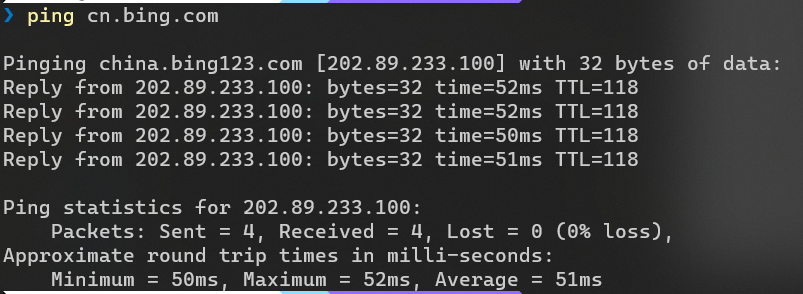 ❯ ping cn.bing.com
Pinging china.bing123.com [202.89.233.100] with 32 bytes of data:
Reply from 202.89.233.100: bytes=32 time=52ms TTL=118
Reply from 202.89.233.100: bytes=32 time=52ms TTL=118
Reply from 202.89.233.100: bytes=32 time=50ms TTL=118
Reply from 202.89.233.100: bytes=32 time=51ms TTL=118
Ping statistics for 202.89.233.100:
Packets: Sent = 4, Received = 4, Lost = 0 (0% loss),
Approximate round trip times in milli-seconds:
Minimum = 50ms, Maximum = 52ms, Average = 51ms